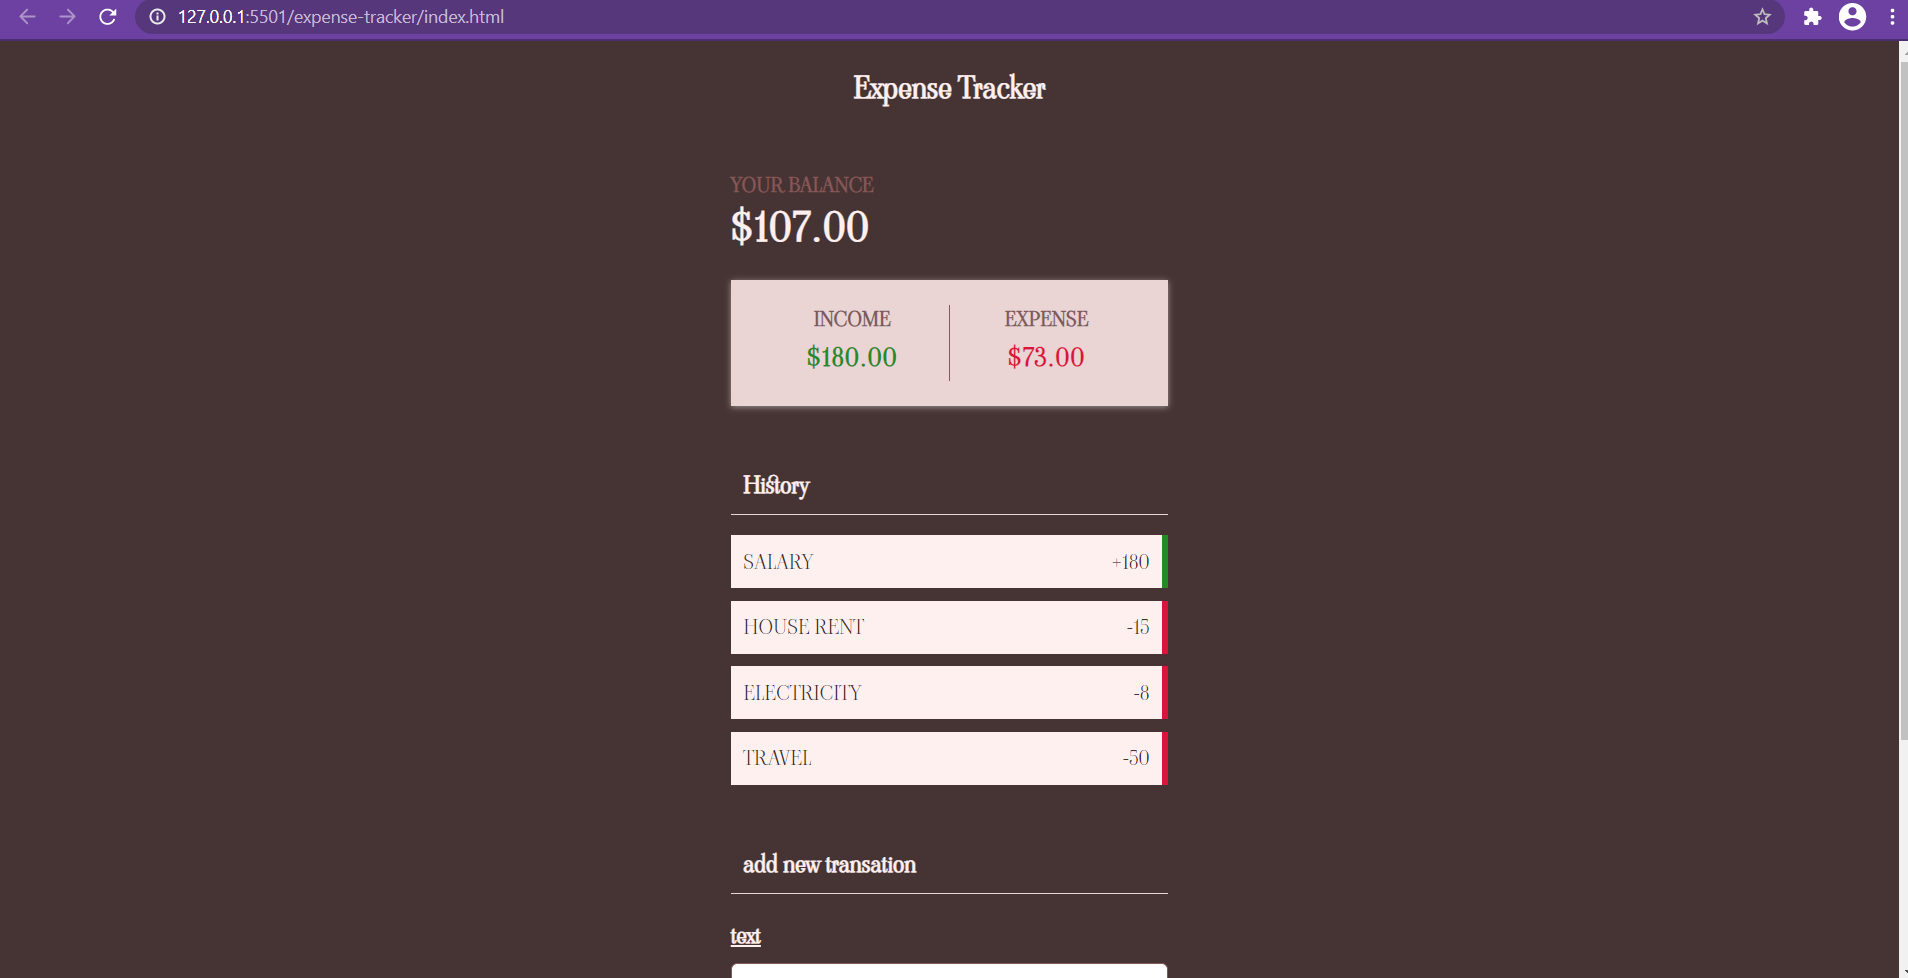 127.0.0.1:5501/expense-tracker/index.html
Expense Tracker
YOUR BALANCE
$107.00
INCOME
EXPENSE
$180.00
$73.00
History
SALARY +180
HOUSE RENT -15
ELECTRICITY -8
TRAVEL -50
add new transation
text